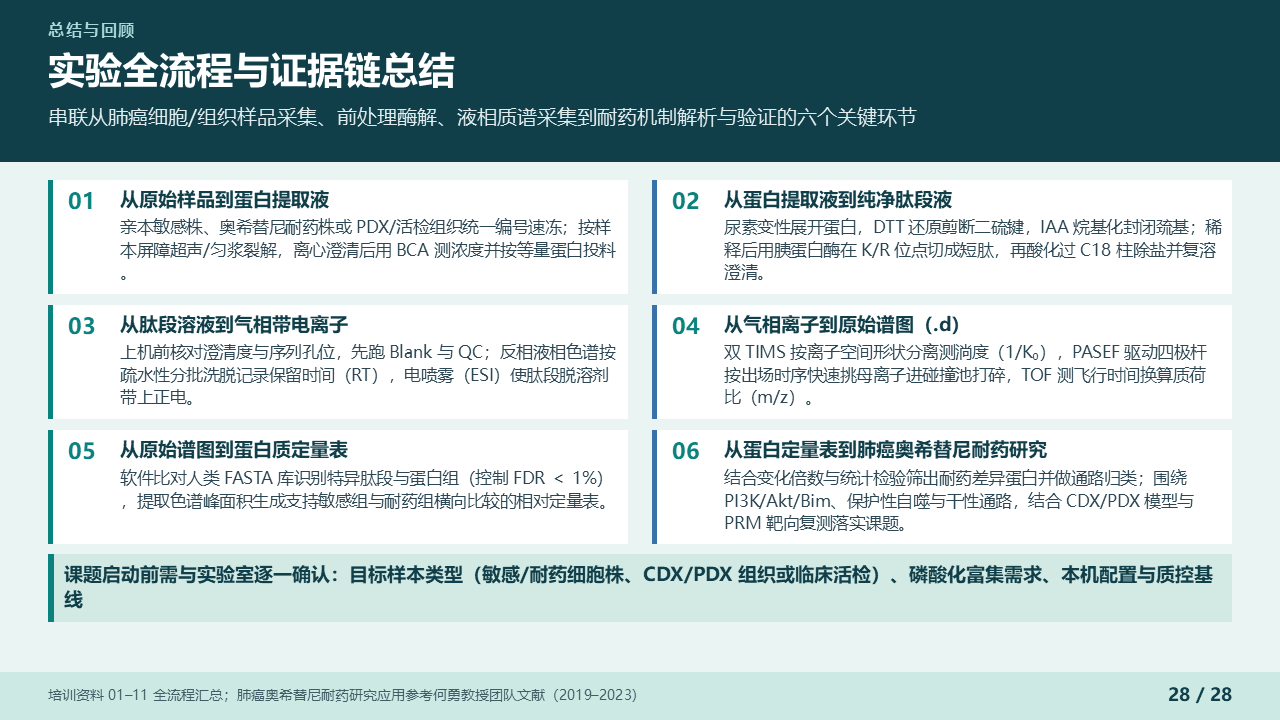 总结与回顾
实验全流程与证据链总结
串联从肺癌细胞/组织样品采集、前处理酶解、液相质谱采集到耐药机制解析与验证的六个关键环节
01
从原始样品到蛋白提取液
亲本敏感株、奥希替尼耐药株或 PDX/活检组织统一编号速冻；按样
本屏障超声/匀浆裂解，离心澄清后用 BCA 测浓度并按等量蛋白投料
。
02
从蛋白提取液到纯净肽段液
尿素变性展开蛋白，DTT 还原剪断二硫键，IAA 烷基化封闭巯基；稀
释后用胰蛋白酶在 K/R 位点切成短肽，再酸化过 C18 柱除盐并复溶
澄清。
03
从肽段溶液到气相带电离子
上机前核对澄清度与序列孔位，先跑 Blank 与 QC；反相液相色谱按
疏水性分批洗脱记录保留时间（RT），电喷雾（ESI）使肽段脱溶剂
带上正电。
04
从气相离子到原始谱图（.d）
双 TIMS 按离子空间形状分离测淌度（1/K₀），PASEF 驱动四极杆
按出场时序快速挑母离子进碰撞池打碎，TOF 测飞行时间换算质荷
比（m/z）。
05
从原始谱图到蛋白质定量表
软件比对人类 FASTA 库识别特异肽段与蛋白组（控制 FDR ＜ 1%）
，提取色谱峰面积生成支持敏感组与耐药组横向比较的相对定量表。
06
从蛋白定量表到肺癌奥希替尼耐药研究
结合变化倍数与统计检验筛出耐药差异蛋白并做通路归类；围绕
PI3K/Akt/Bim、保护性自噬与干性通路，结合 CDX/PDX 模型与
PRM 靶向复测落实课题。
课题启动前需与实验室逐一确认：目标样本类型（敏感/耐药细胞株、CDX/PDX 组织或临床活检）、磷酸化富集需求、本机配置与质控基
线
培训资料 01–11 全流程汇总；肺癌奥希替尼耐药研究应用参考何勇教授团队文献（2019–2023）
28 / 28